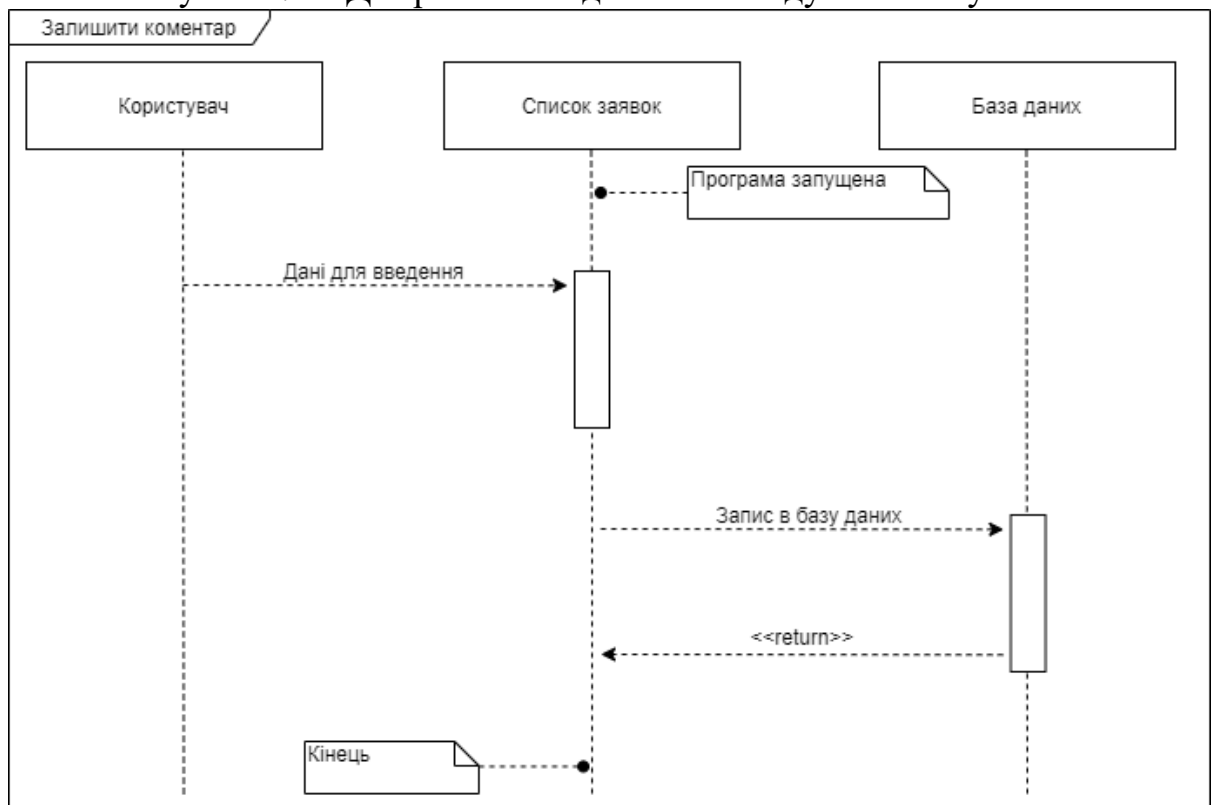 Залишити коментар
Користувач
Список заявок
База даних
Програма запущена
Дані для введення
Запис в базу даних
<<return>>
Кінець